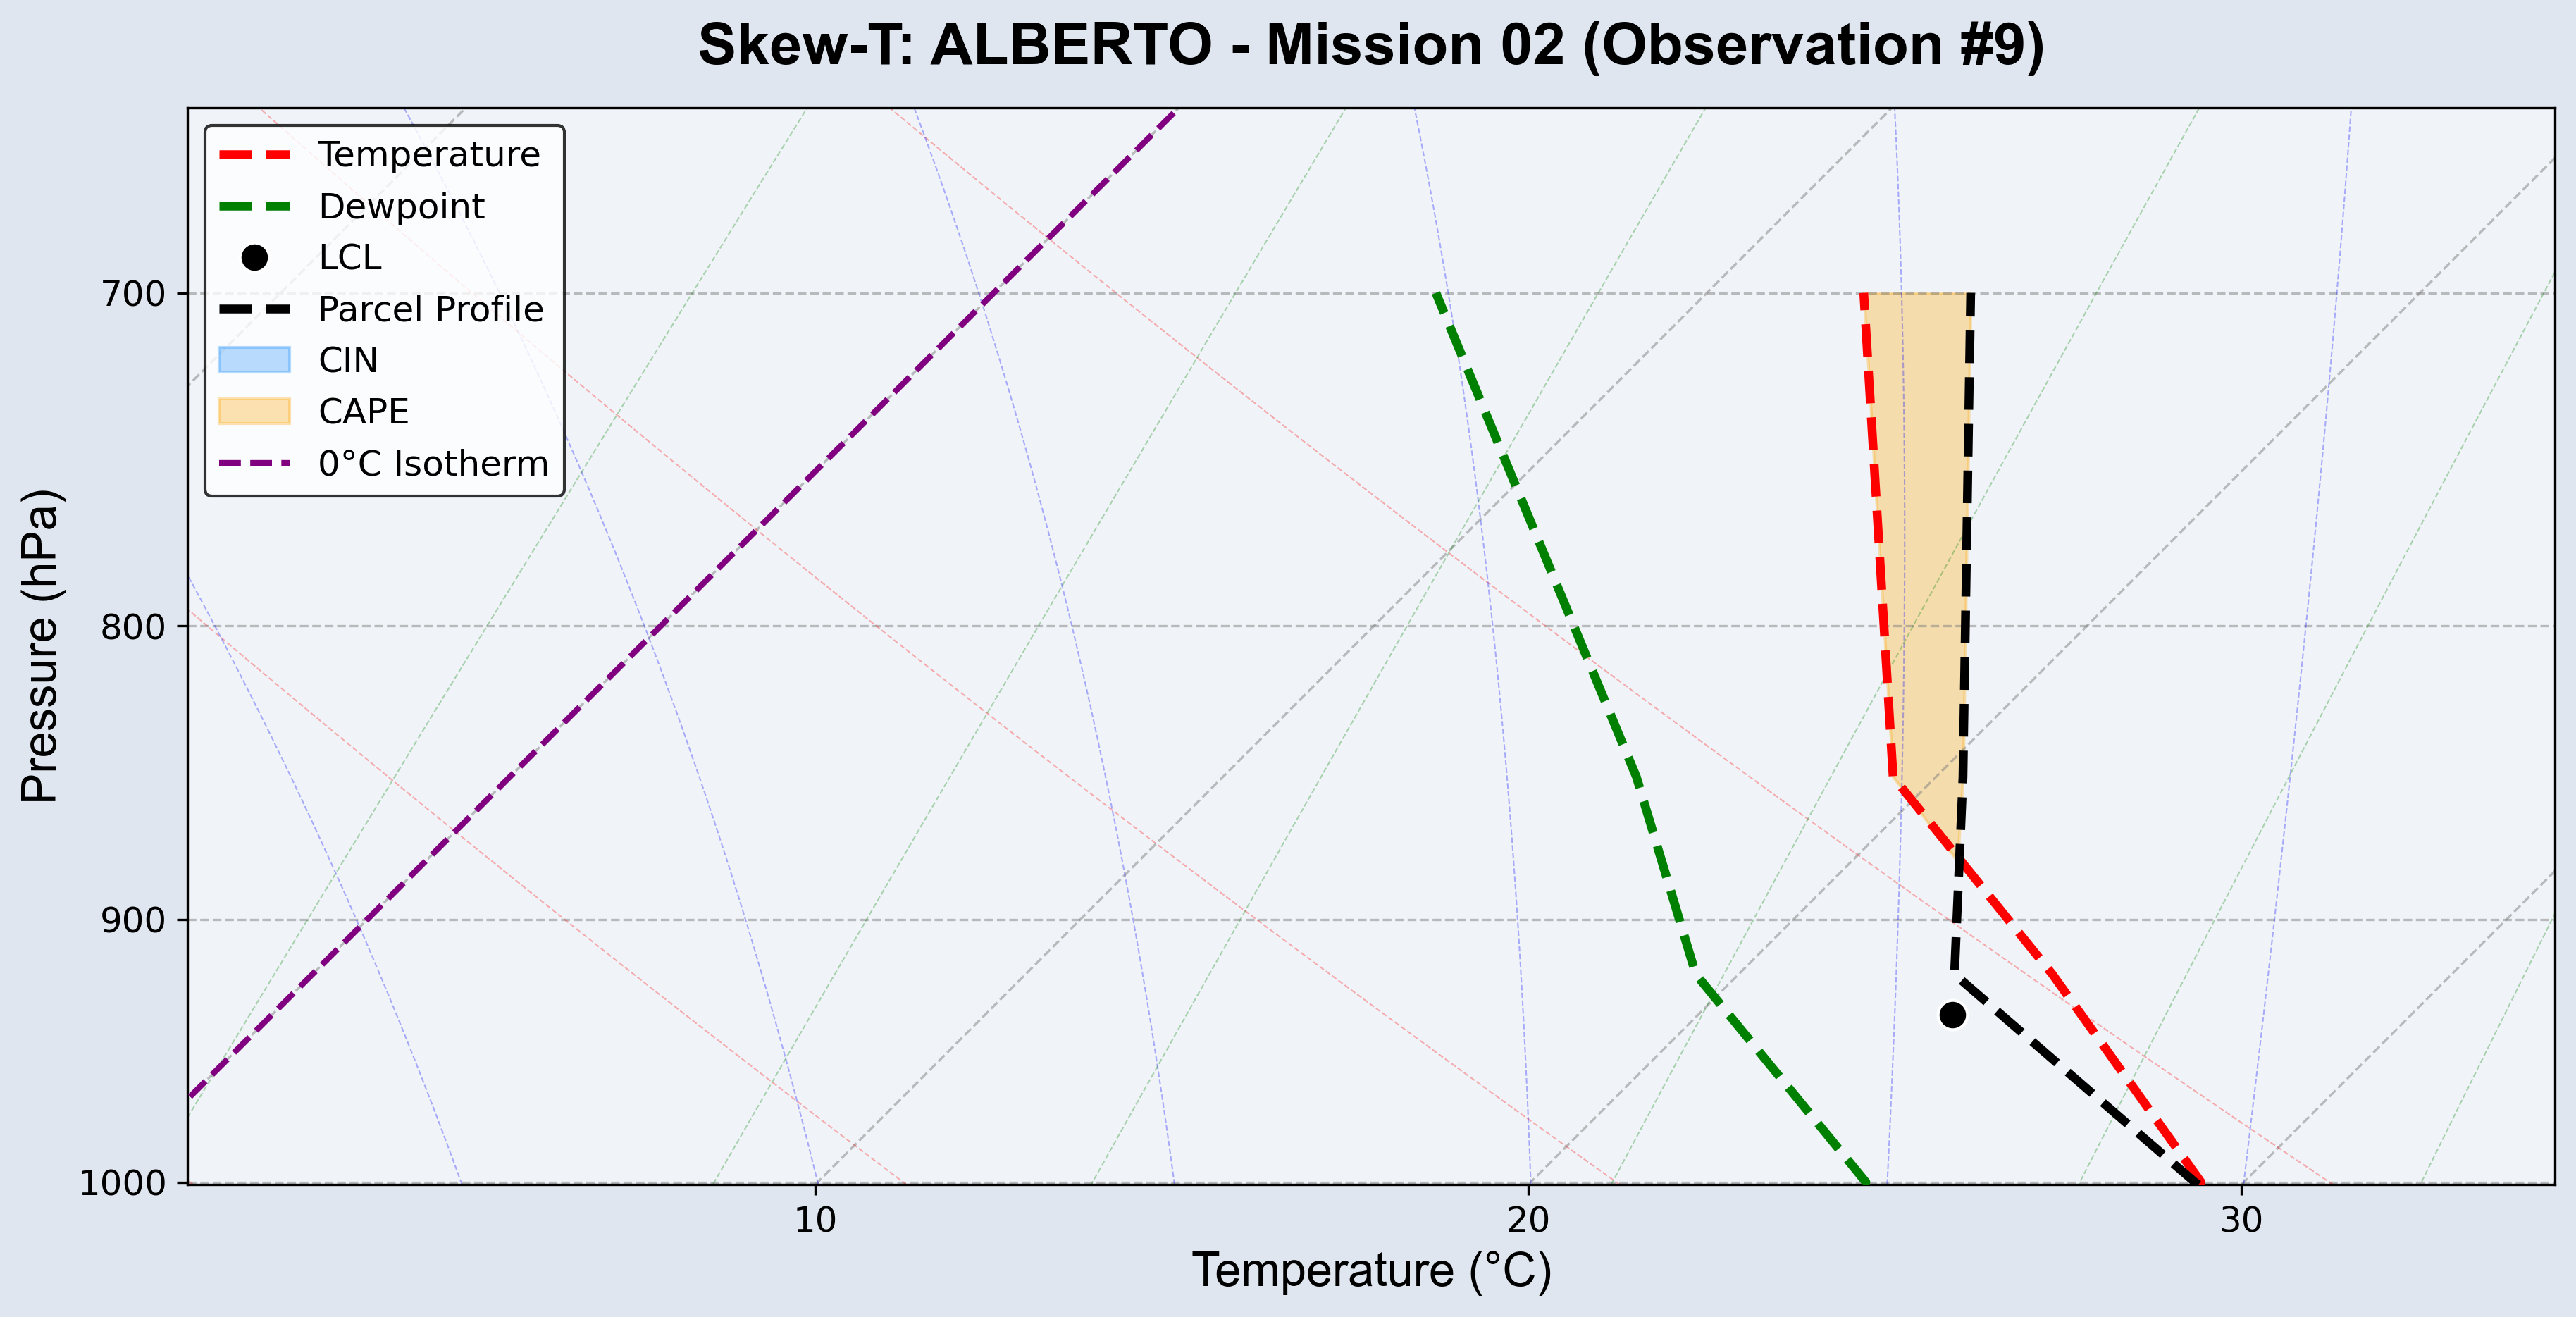 Skew-T: ALBERTO - Mission 02 (Observation #9)
Temperature
Dewpoint
LCL
Parcel Profile
CIN
CAPE
0°C Isotherm
Pressure (hPa)
700
800
900
1000
10 20 30
Temperature (°C)